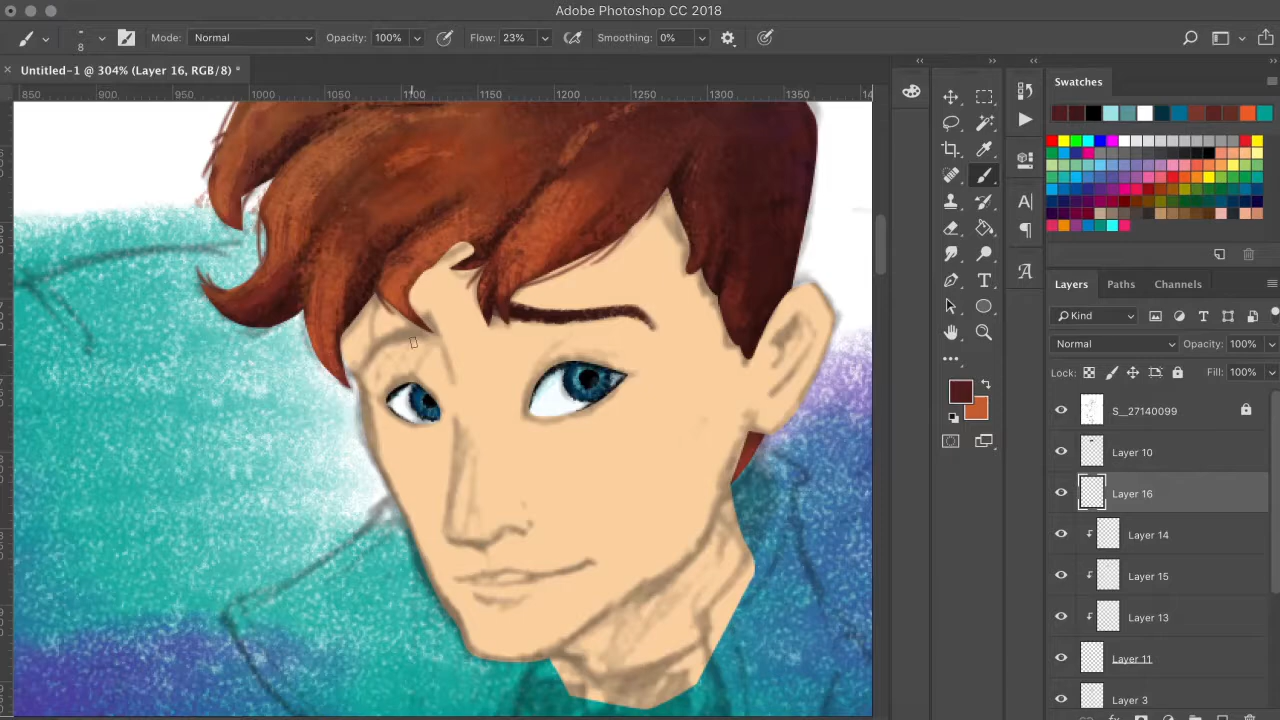 Adobe Photoshop CC 2018
8 Mode: Normal Opacity: 100% Flow: 23% Smoothing: 0%
× Untitled-1 @ 304% (Layer 16, RGB/8) *
850 900 950 1000 1050 1100 1150 1200 1250 1300 1350 14
Swatches
Layers Paths Channels
Kind
Normal Opacity: 100%
Lock: Fill: 100%
S__27140099
Layer 10
Layer 16
Layer 14
Layer 15
Layer 13
Layer 11
Layer 3